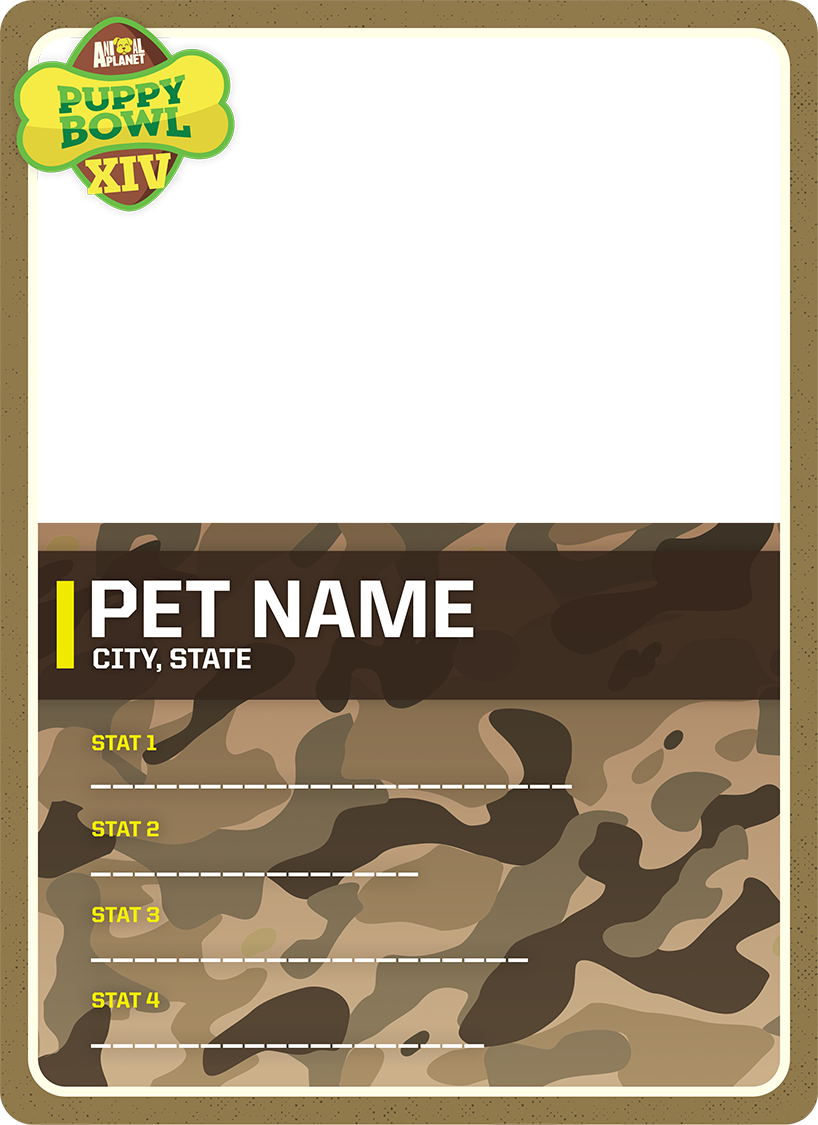 ANIMAL
PLANET
PUPPY
BOWL
XIV
PET NAME
CITY, STATE
STAT 1
STAT 2
STAT 3
STAT 4